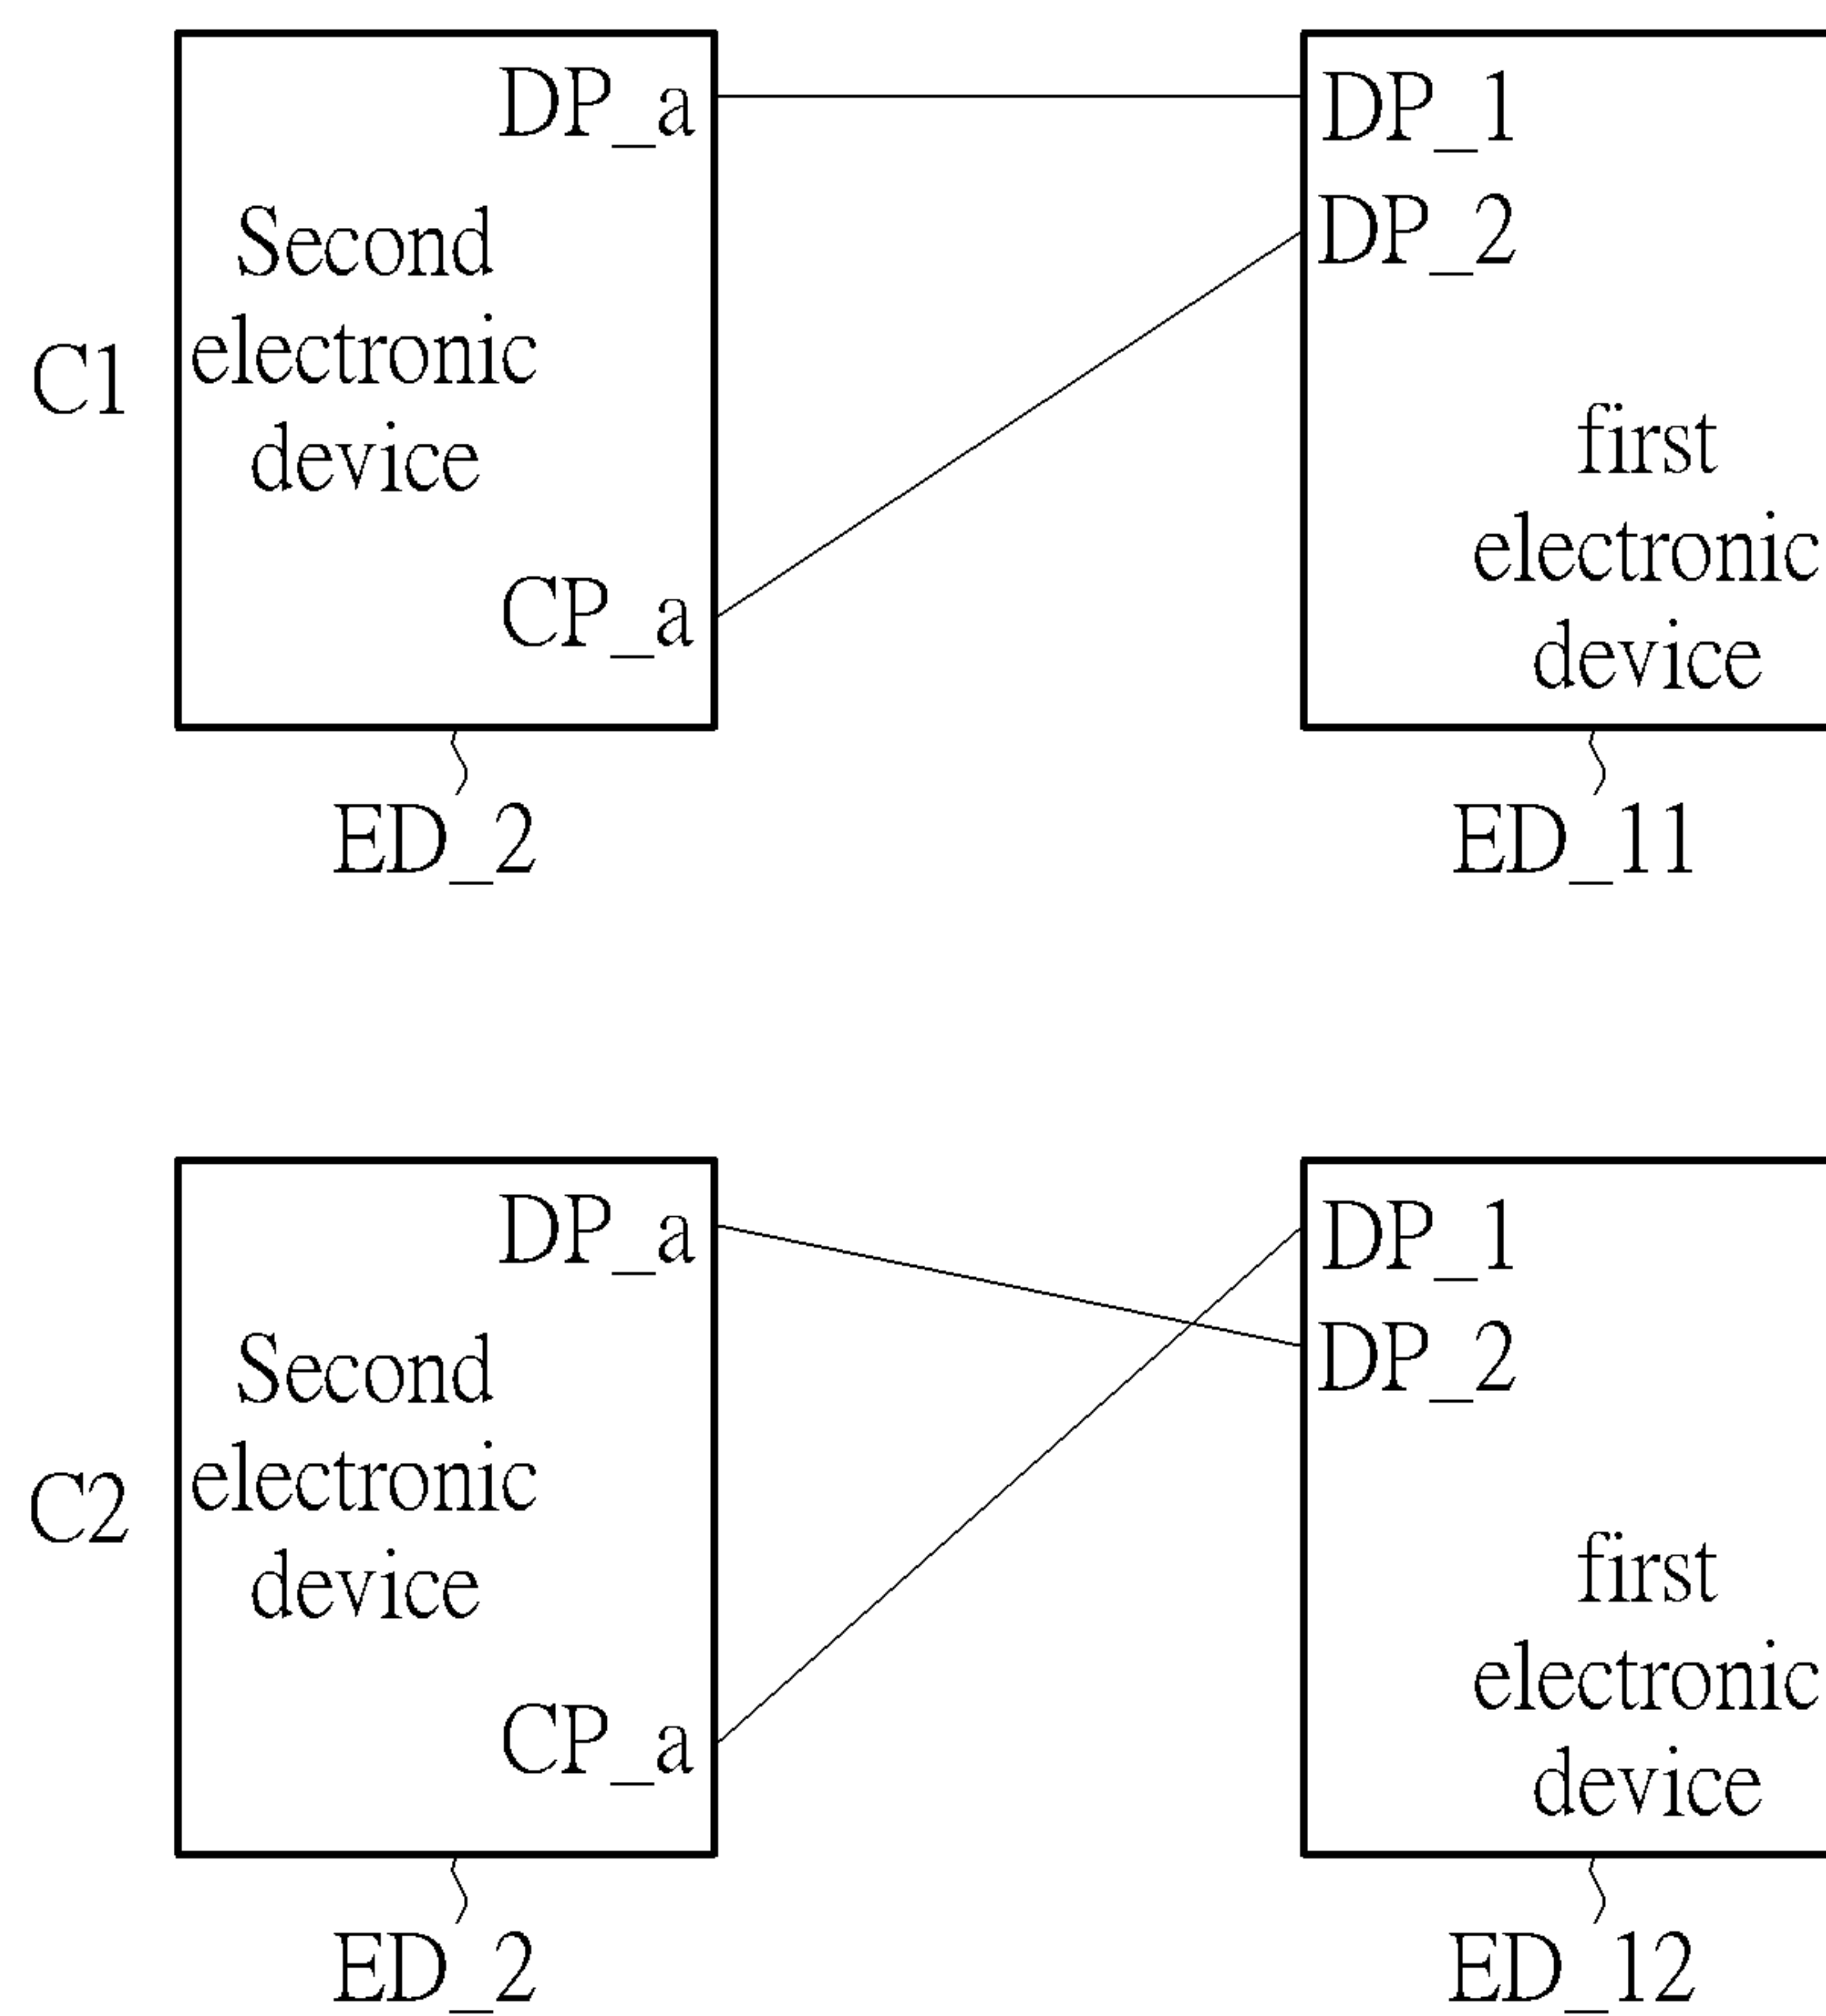 DP_a
Second
electronic
device
C1
CP_a
ED_2
DP_1
DP_2
first
electronic
device
ED_11
DP_a
Second
electronic
device
C2
CP_a
ED_2
DP_1
DP_2
first
electronic
device
ED_12